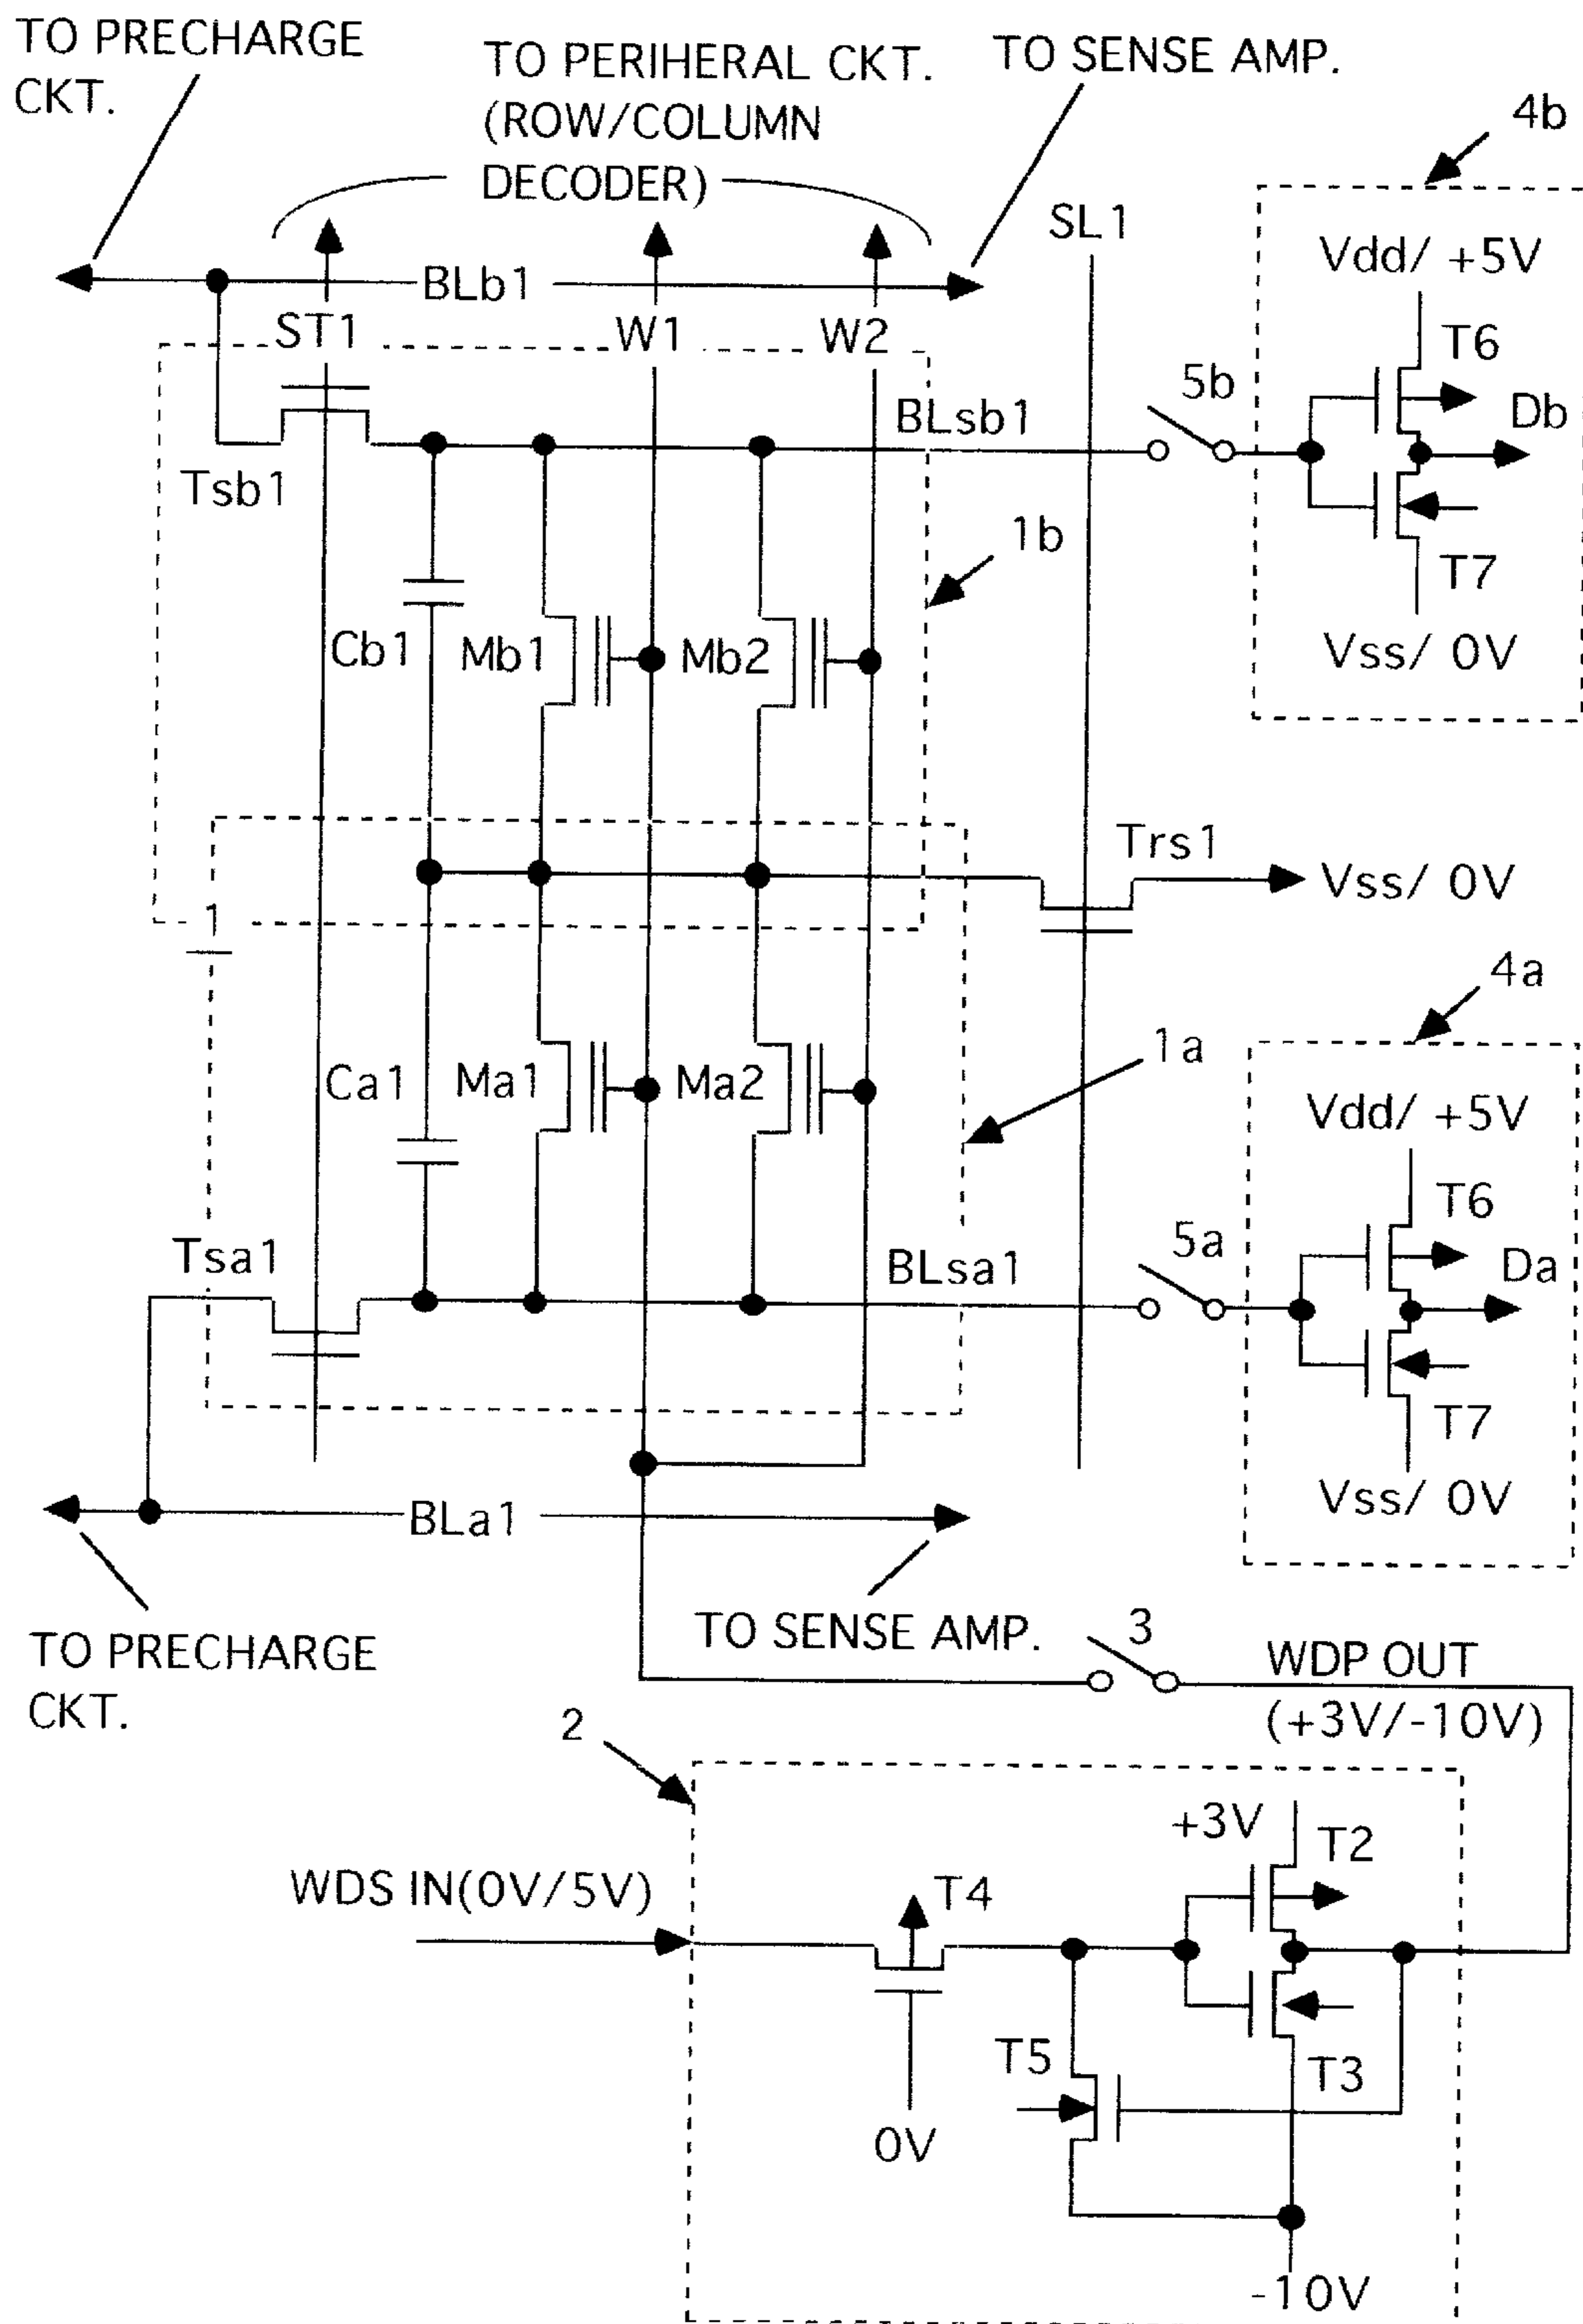 TO PRECHARGE
CKT.
TO PERIHERAL CKT.
(ROW/COLUMN
DECODER)
TO SENSE AMP.
4b
SL1
Vdd/ +5V
BLb1
ST1
W1
W2
T6
5b
Db
BLsb1
Tsb1
1b
T7
Cb1
Mb1
Mb2
Vss/ 0V
Trs1
Vss/ 0V
1
4a
1a
Ca1
Ma1
Ma2
Vdd/ +5V
T6
Tsa1
5a
BLsa1
Da
T7
Vss/ 0V
BLa1
TO PRECHARGE
CKT.
TO SENSE AMP.
3
WDP OUT
(+3V/-10V)
2
+3V
T2
WDS IN(0V/5V)
T4
T5
T3
0V
-10V